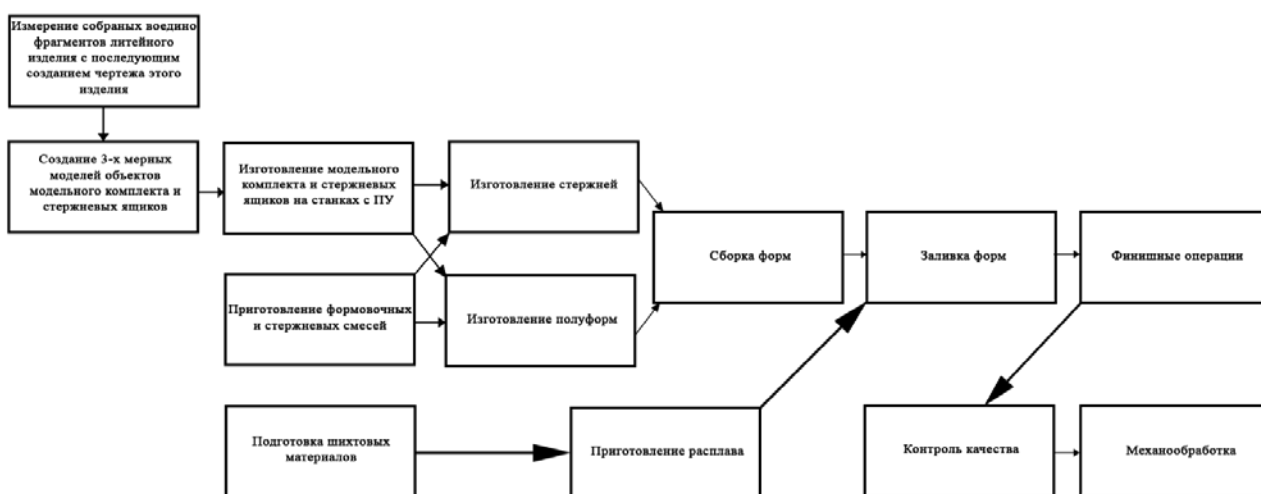 Измерение собраных воедино
фрагментов литейного
изделия с последующим
созданием чертежа этого
изделия
Создание 3-х мерных
моделей объектов
модельного комплекта и
стержневых ящиков
Изготовление модельного
комплекта и стержневых
ящиков на станках с ПУ
Изготовление стержней
Приготовление формовочных
и стержневых смесей
Изготовление полуформ
Сборка форм
Заливка форм
Финишные операции
Подготовка шихтовых
материалов
Приготовление расплава
Контроль качества
Механообработка